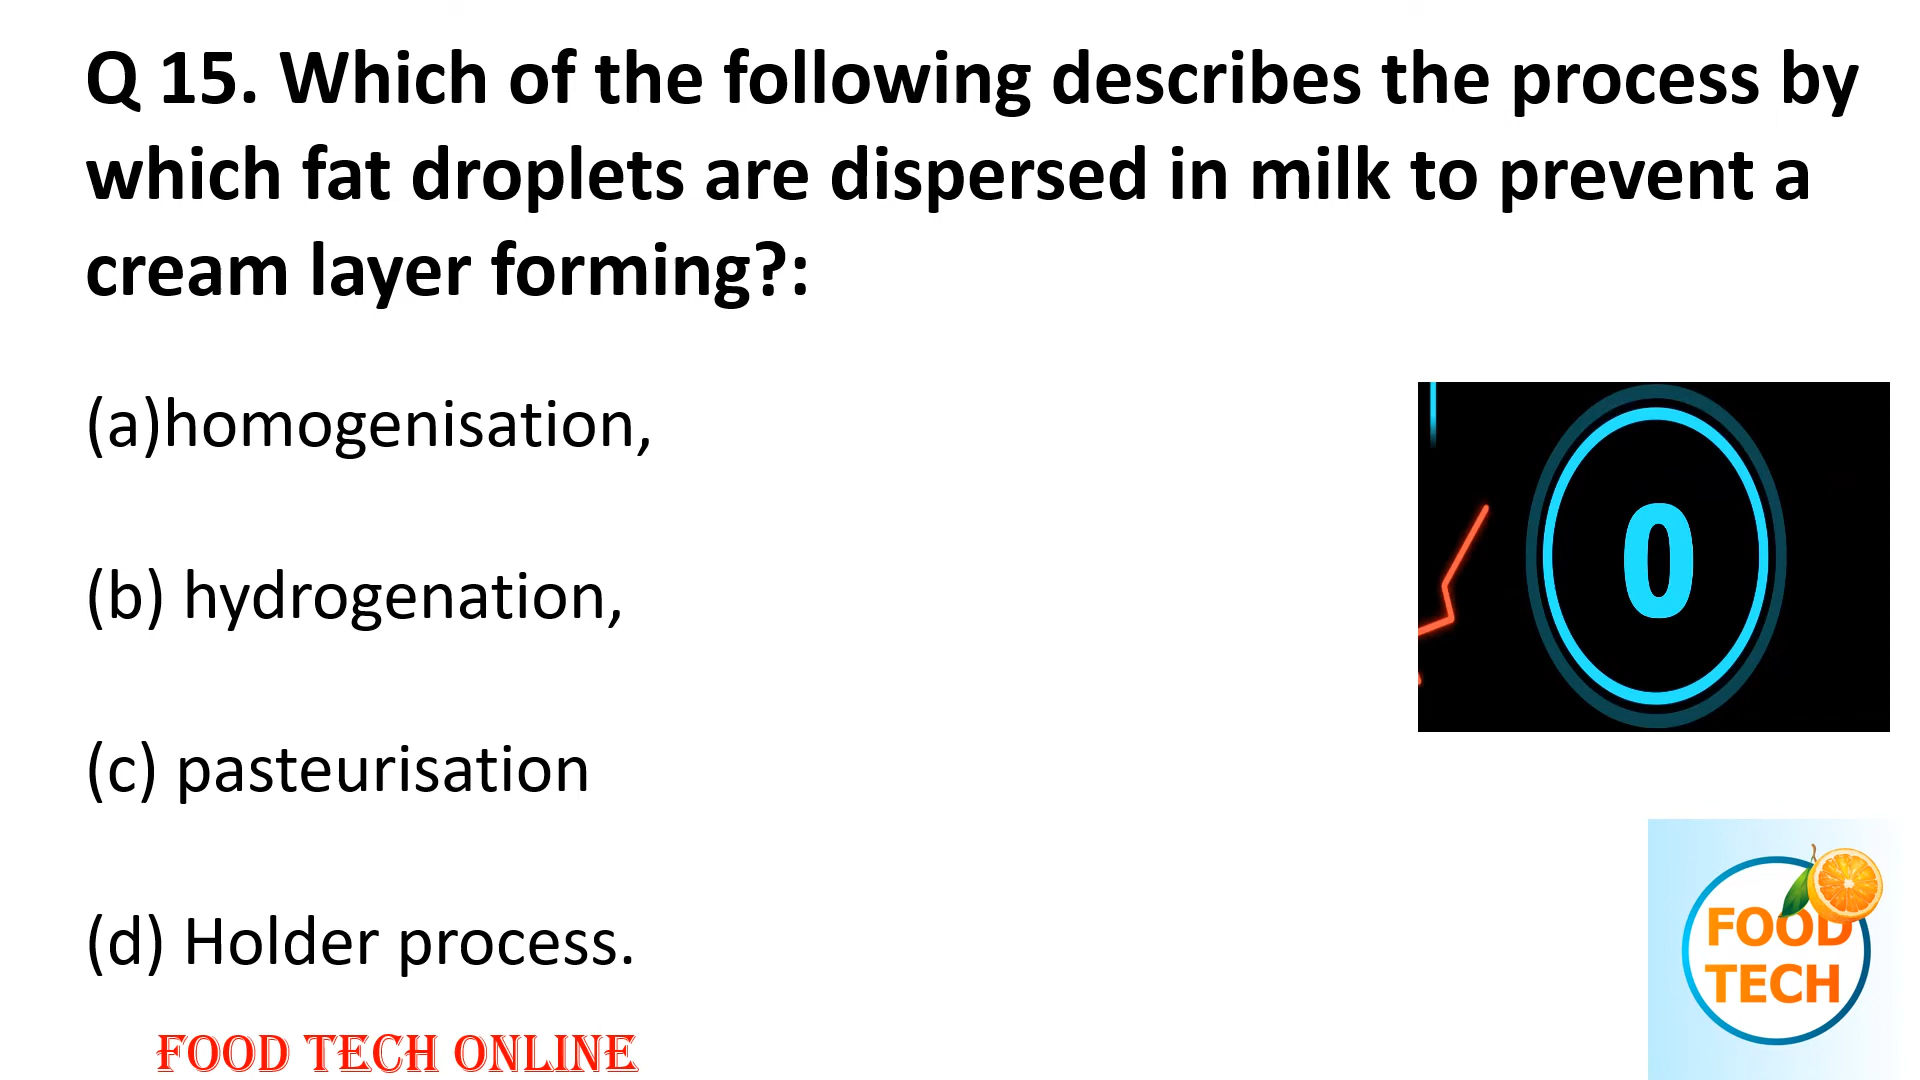 Q 15. Which of the following describes the process by
which fat droplets are dispersed in milk to prevent a
cream layer forming?:
(a)homogenisation,
(b) hydrogenation,
0
(c) pasteurisation
(d) Holder process.
FOOD
TECH
FOOD TECH ONLINE